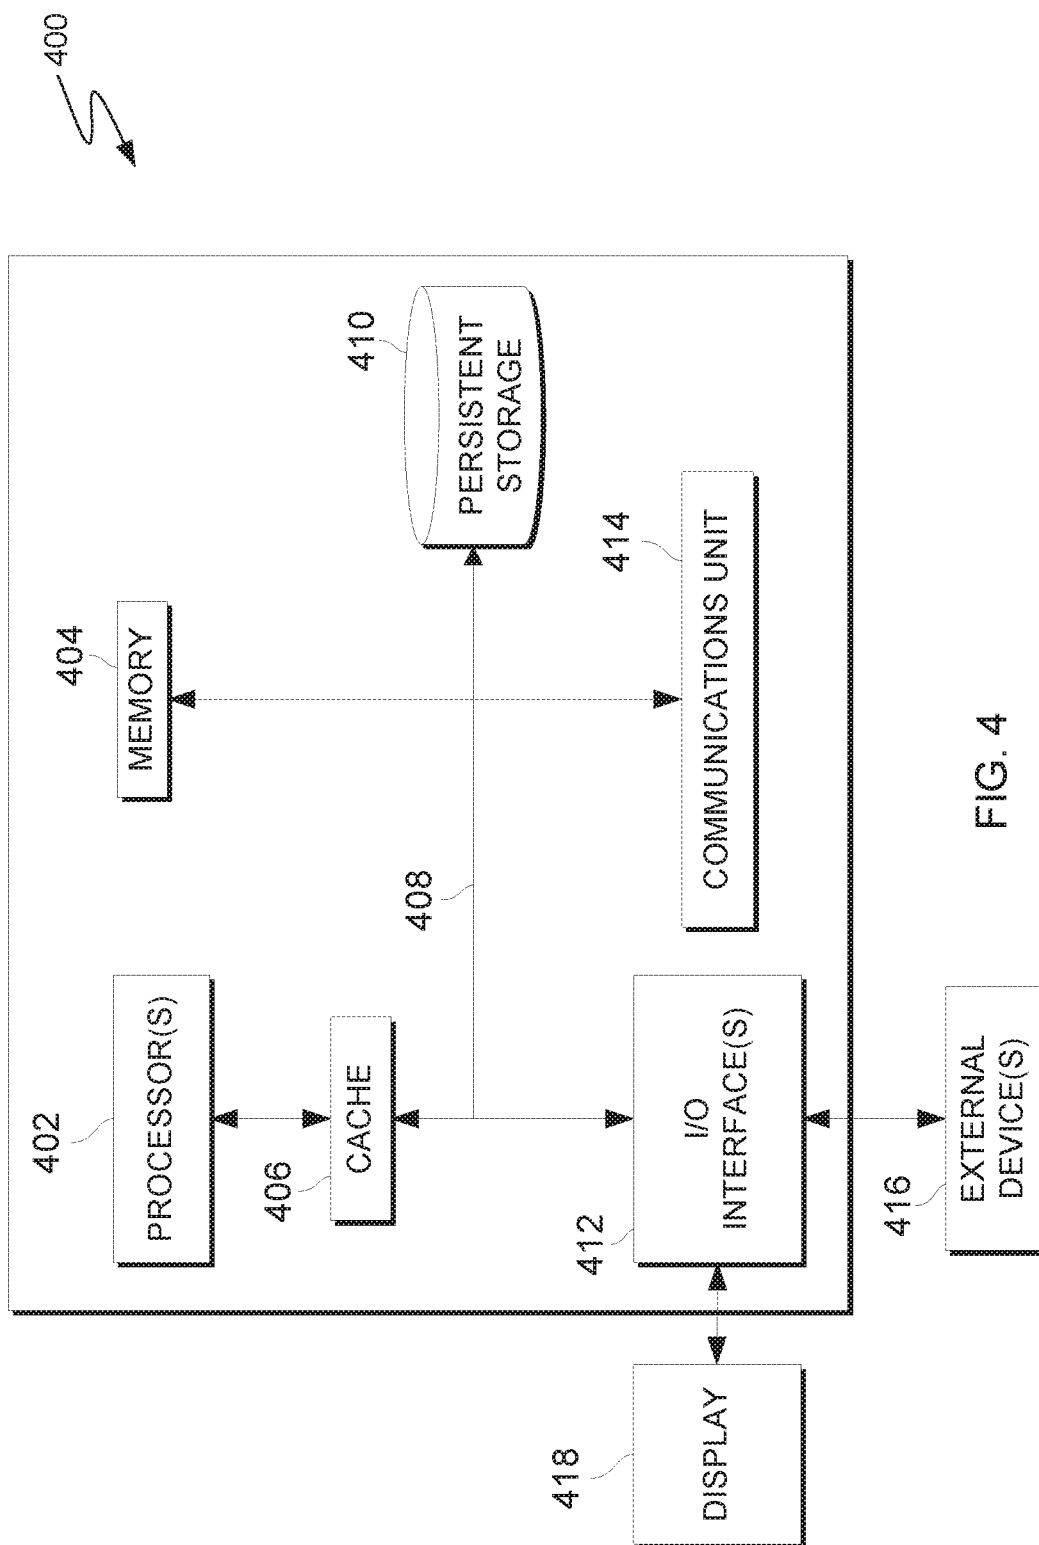 400
402
PROCESSOR(S)
404
MEMORY
406
CACHE
410
PERSISTENT
STORAGE
408
412
I/O
INTERFACE(S)
414
COMMUNICATIONS UNIT
418
DISPLAY
416
EXTERNAL
DEVICE(S)
FIG. 4